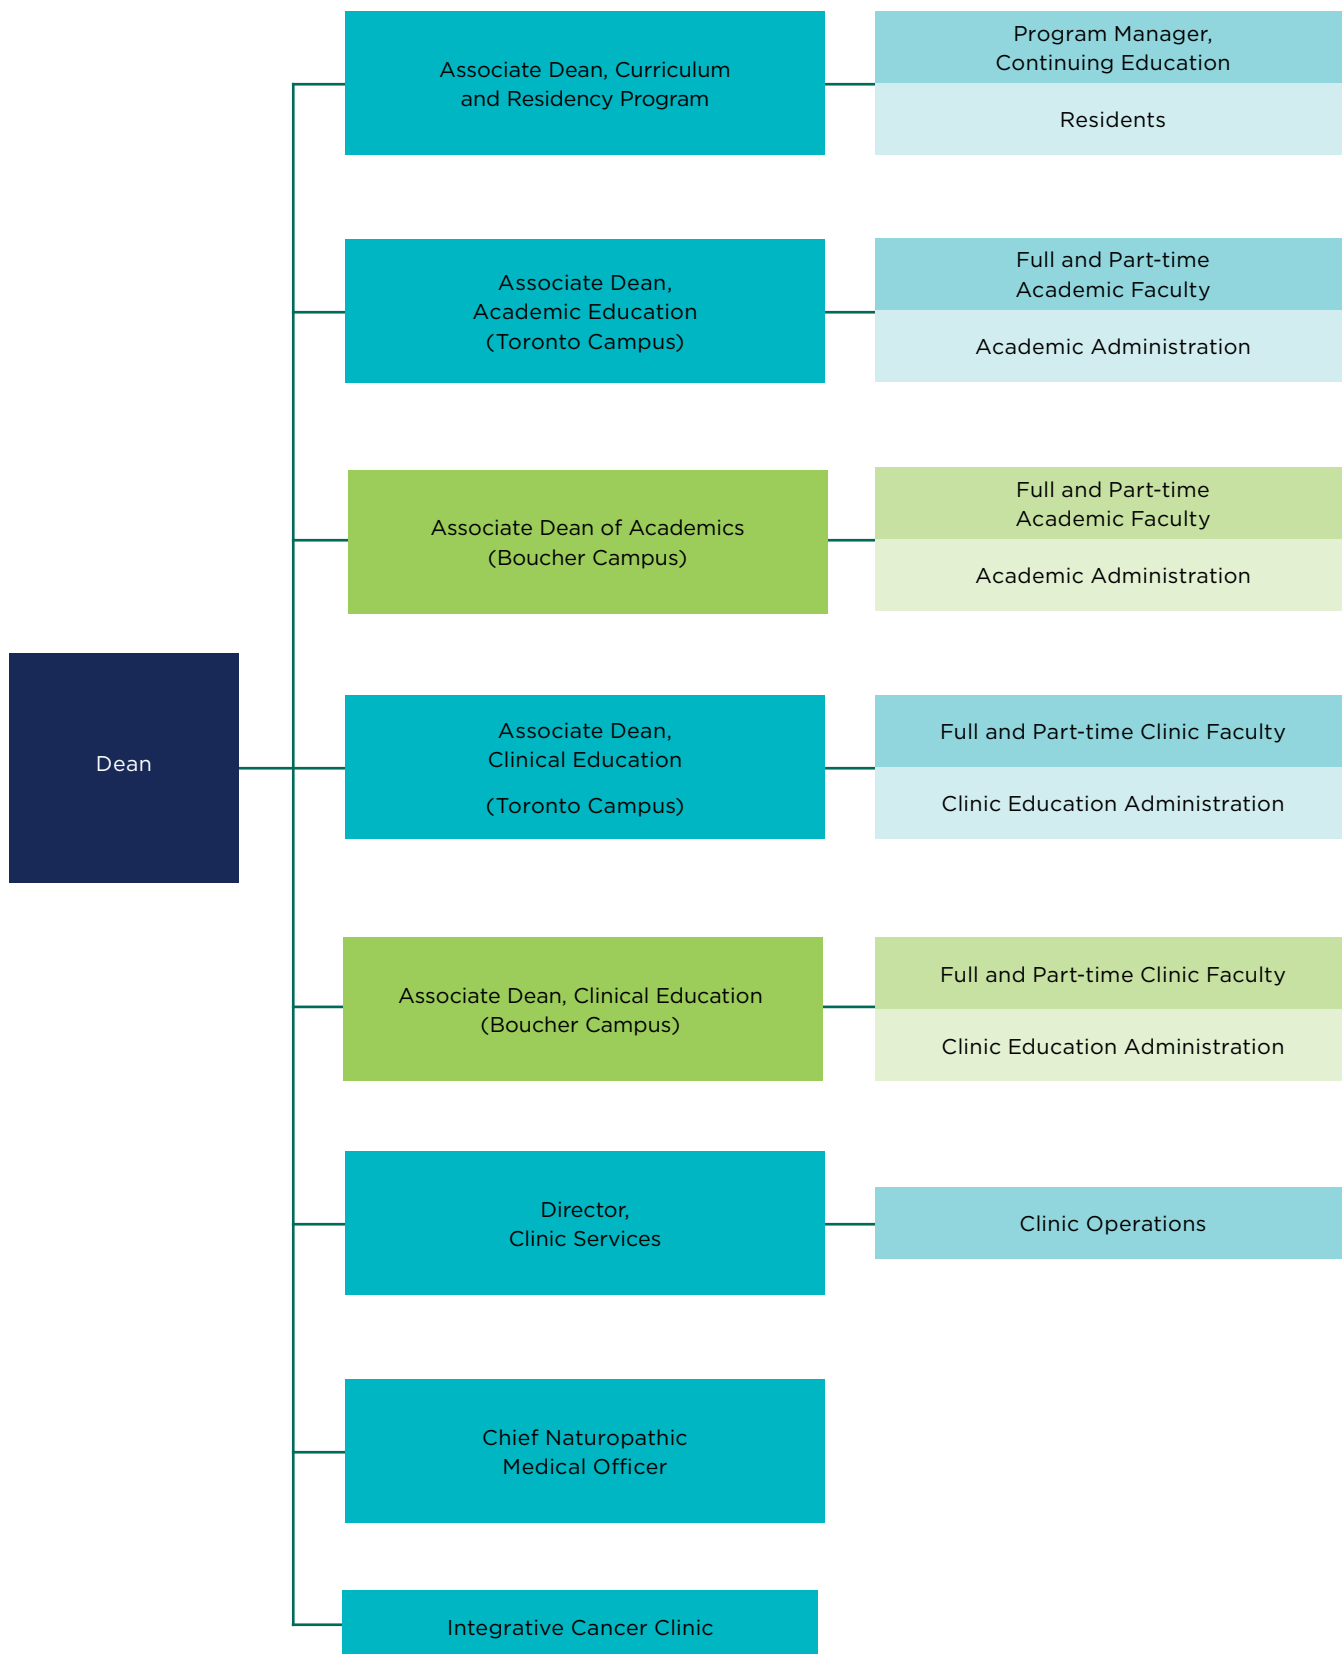 Associate Dean, Curriculum
and Residency Program
Program Manager,
Continuing Education
Residents
Associate Dean,
Academic Education
(Toronto Campus)
Full and Part-time
Academic Faculty
Academic Administration
Associate Dean of Academics
(Boucher Campus)
Full and Part-time
Academic Faculty
Academic Administration
Dean
Associate Dean,
Clinical Education
(Toronto Campus)
Full and Part-time Clinic Faculty
Clinic Education Administration
Associate Dean, Clinical Education
(Boucher Campus)
Full and Part-time Clinic Faculty
Clinic Education Administration
Director,
Clinic Services
Clinic Operations
Chief Naturopathic
Medical Officer
Integrative Cancer Clinic